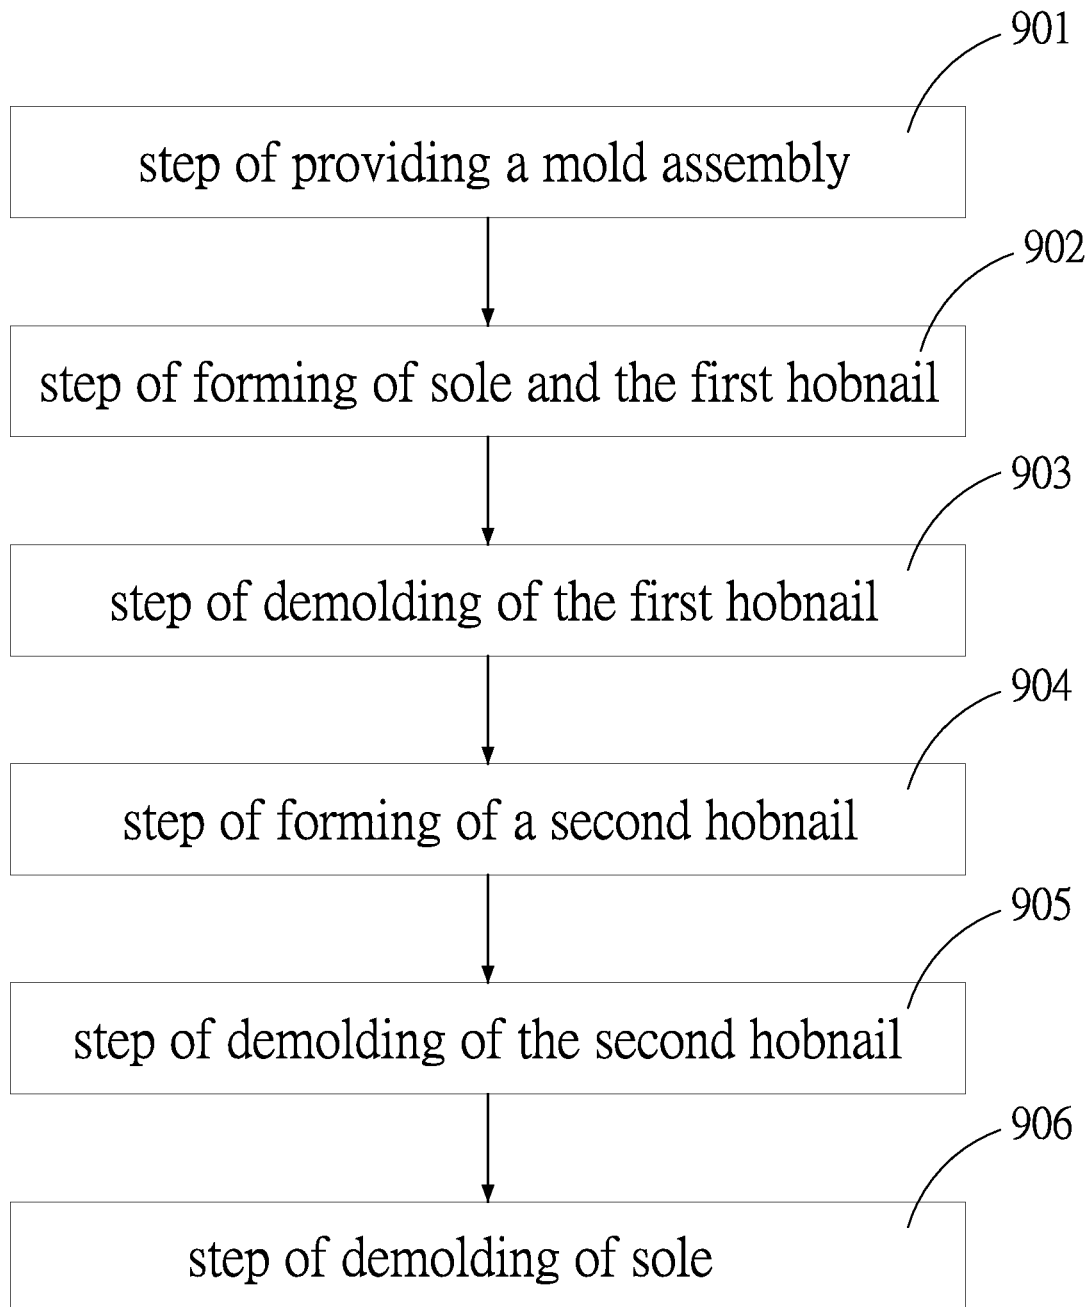 901
step of providing a mold assembly
902
step of forming of sole and the first hobnail
903
step of demolding of the first hobnail
904
step of forming of a second hobnail
905
step of demolding of the second hobnail
906
step of demolding of sole